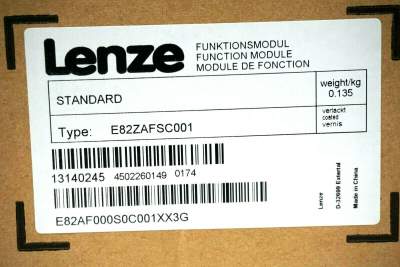 Lenze
FUNKTIONSMODUL
FUNCTION MODULE
MODULE DE FONCTION
STANDARD
weight/kg
0.135
Type: E82ZAFSC001
verlackt
coated
vernis
13140245 4502260149 0174
E82AF000S0C001XX3G
Lenze
D-32699 Extertal
Made in China